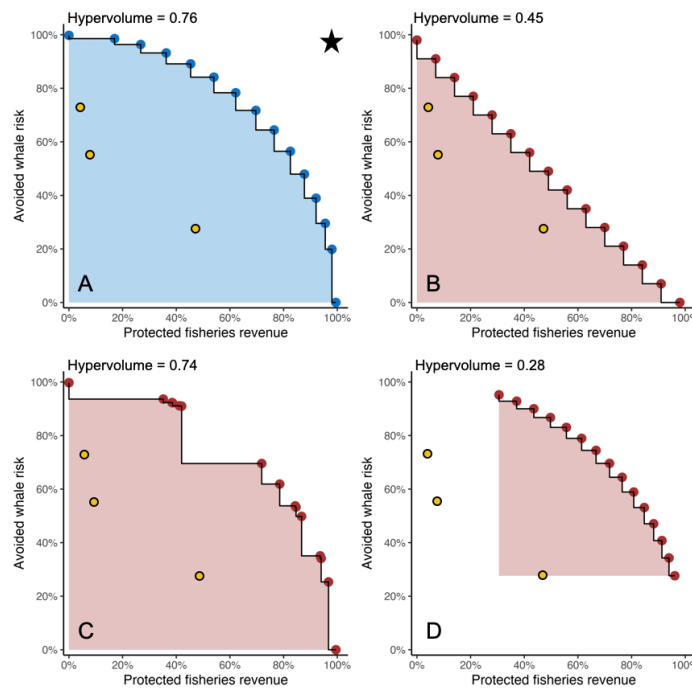 Hypervolume = 0.76
100%
80%
60%
40%
20%
0%
Avoided whale risk
A
0% 20% 40% 60% 80% 100%
Protected fisheries revenue
Hypervolume = 0.45
100%
80%
60%
40%
20%
0%
Avoided whale risk
B
0% 20% 40% 60% 80% 100%
Protected fisheries revenue
Hypervolume = 0.74
100%
80%
60%
40%
20%
0%
Avoided whale risk
C
0% 20% 40% 60% 80% 100%
Protected fisheries revenue
Hypervolume = 0.28
100%
80%
60%
40%
20%
0%
Avoided whale risk
D
0% 20% 40% 60% 80% 100%
Protected fisheries revenue